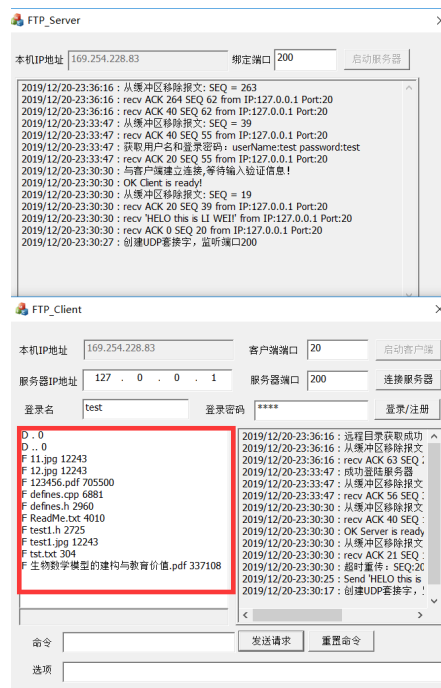 FTP_Server
本机IP地址 169.254.228.83 绑定端口 200 启动服务器
2019/12/20-23:36:16 : 从缓冲区移除报文: SEQ = 263
2019/12/20-23:36:16 : recv ACK 264 SEQ 62 from IP:127.0.0.1 Port:20
2019/12/20-23:36:16 : recv ACK 40 SEQ 62 from IP:127.0.0.1 Port:20
2019/12/20-23:33:47 : 从缓冲区移除报文: SEQ = 39
2019/12/20-23:33:47 : recv ACK 40 SEQ 55 from IP:127.0.0.1 Port:20
2019/12/20-23:33:47 : 获取用户名和登录密码: userName:test password:test
2019/12/20-23:33:47 : recv ACK 20 SEQ 55 from IP:127.0.0.1 Port:20
2019/12/20-23:30:30 : 与客户端建立连接,等待输入验证信息!
2019/12/20-23:30:30 : OK Client is ready!
2019/12/20-23:30:30 : 从缓冲区移除报文: SEQ = 19
2019/12/20-23:30:30 : recv ACK 20 SEQ 39 from IP:127.0.0.1 Port:20
2019/12/20-23:30:30 : recv 'HELO this is LI WEI!' from IP:127.0.0.1 Port:20
2019/12/20-23:30:30 : recv ACK 0 SEQ 20 from IP:127.0.0.1 Port:20
2019/12/20-23:30:27 : 创建UDP套接字，监听端口200
FTP_Client
本机IP地址 169.254.228.83 客户端端口 20 启动客户端
服务器IP地址 127 . 0 . 0 . 1 服务器端口 200 连接服务器
登录名 test 登录密码 **** 登录/注册
D . 0
D .. 0
F 11.jpg 12243
F 12.jpg 12243
F 123456.pdf 705500
F defines.cpp 6881
F defines.h 2960
F ReadMe.txt 4010
F test1.h 2725
F test1.jpg 12243
F tst.txt 304
F 生物数学模型的建构与教育价值.pdf 337108
2019/12/20-23:36:16 : 远程目录获取成功
2019/12/20-23:36:16 : 从缓冲区移除报文
2019/12/20-23:36:16 : recv ACK 63 SEQ
2019/12/20-23:33:47 : 成功登陆服务器
2019/12/20-23:33:47 : 从缓冲区移除报文
2019/12/20-23:33:47 : recv ACK 56 SEQ
2019/12/20-23:30:30 : 从缓冲区移除报文
2019/12/20-23:30:30 : recv ACK 40 SEQ
2019/12/20-23:30:30 : OK Server is ready
2019/12/20-23:30:30 : 从缓冲区移除报文
2019/12/20-23:30:30 : recv ACK 21 SEQ
2019/12/20-23:30:30 : 超时重传: SEQ:20
2019/12/20-23:30:25 : Send 'HELO this is
2019/12/20-23:30:17 : 创建UDP套接字，
命令 发送请求 重置命令
选项